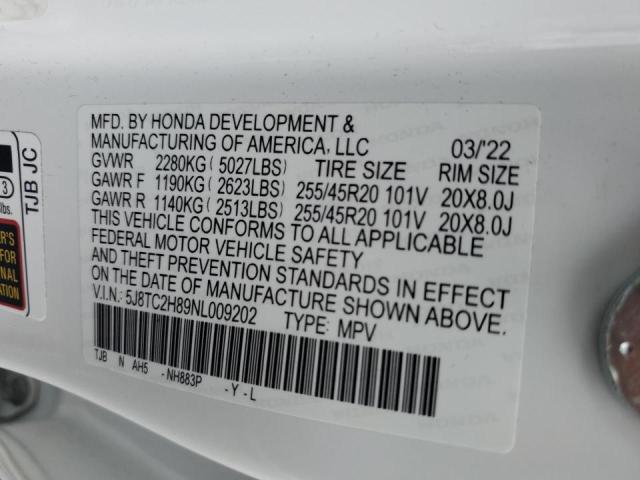 MFD. BY HONDA DEVELOPMENT &
MANUFACTURING OF AMERICA, LLC 03/'22
GVWR 2280KG ( 5027LBS) TIRE SIZE RIM SIZE
GAWR F 1190KG ( 2623LBS) 255/45R20 101V 20X8.0J
GAWR R 1140KG ( 2513LBS) 255/45R20 101V 20X8.0J
THIS VEHICLE CONFORMS TO ALL APPLICABLE
FEDERAL MOTOR VEHICLE SAFETY
AND THEFT PREVENTION STANDARDS IN EFFECT
ON THE DATE OF MANUFACTURE SHOWN ABOVE.
V.I.N.: 5J8TC2H89NL009202 TYPE: MPV
TJB N AH5 -NH883P -Y-L
TJB JC
3
lbs.